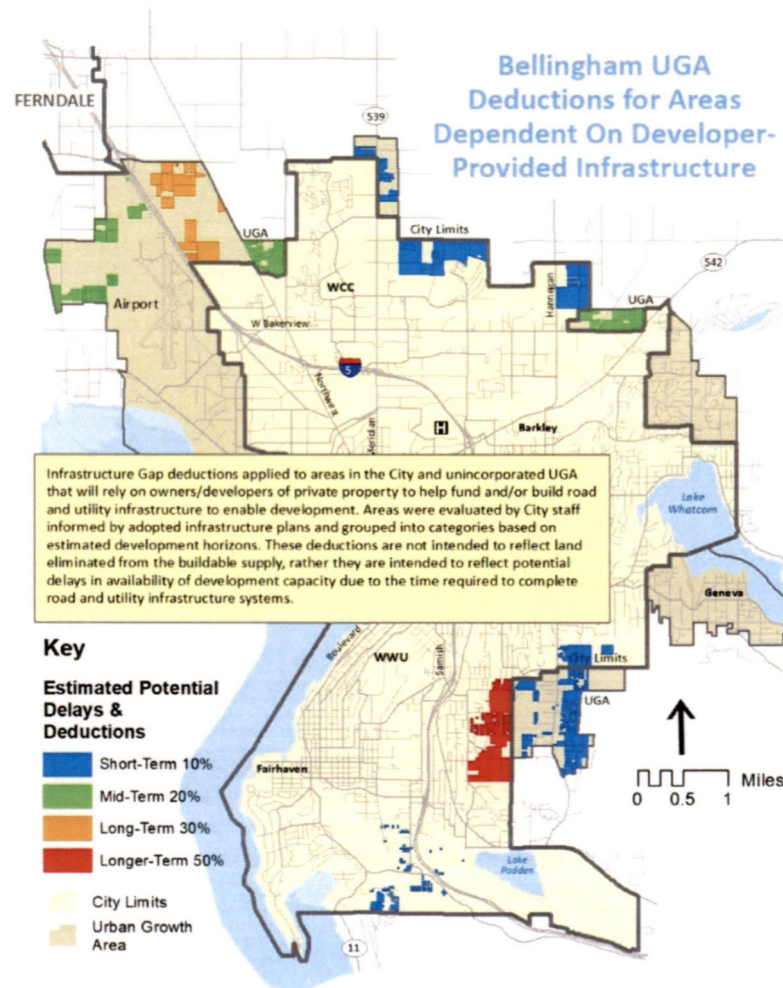 Bellingham UGA
Deductions for Areas
Dependent On Developer-
Provided Infrastructure
FERNDALE
539
UGA
City Limits
542
WCC
Hannegan
UGA
Airport
W Bakerview
5
Northwest
Meridian
H
Barkley
Infrastructure Gap deductions applied to areas in the City and unincorporated UGA
that will rely on owners/developers of private property to help fund and/or build road
and utility infrastructure to enable development. Areas were evaluated by City staff
informed by adopted infrastructure plans and grouped into categories based on
estimated development horizons. These deductions are not intended to reflect land
eliminated from the buildable supply, rather they are intended to reflect potential
delays in availability of development capacity due to the time required to complete
road and utility infrastructure systems.
Lake
Whatcom
Geneva
Boulevard
WWU
Samish
City Limits
UGA
Fairhaven
Lake
Padden
11
Key
Estimated Potential
Delays &
Deductions
Short-Term 10%
Mid-Term 20%
Long-Term 30%
Longer-Term 50%
City Limits
Urban Growth
Area
Miles
0 0.5 1